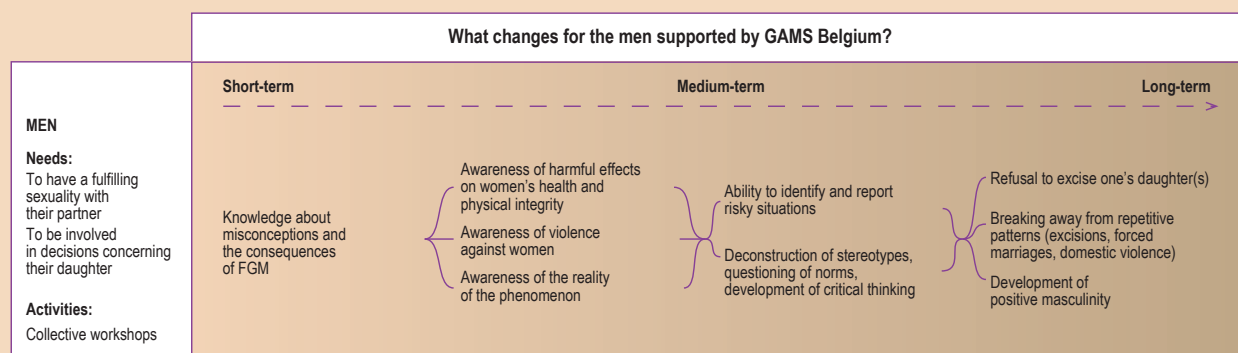 What changes for the men supported by GAMS Belgium?
Short-term
Medium-term
Long-term
MEN
Needs:
To have a fulfilling
sexuality with
their partner
To be involved
in decisions concerning
their daughter
Activities:
Collective workshops
Knowledge about
misconceptions and
the consequences
of FGM
Awareness of harmful effects
on women's health and
physical integrity
Awareness of violence
against women
Awareness of the reality
of the phenomenon
Ability to identify and report
risky situations
Deconstruction of stereotypes,
questioning of norms,
development of critical thinking
Refusal to excise one's daughter(s)
Breaking away from repetitive
patterns (excisions, forced
marriages, domestic violence)
Development of
positive masculinity